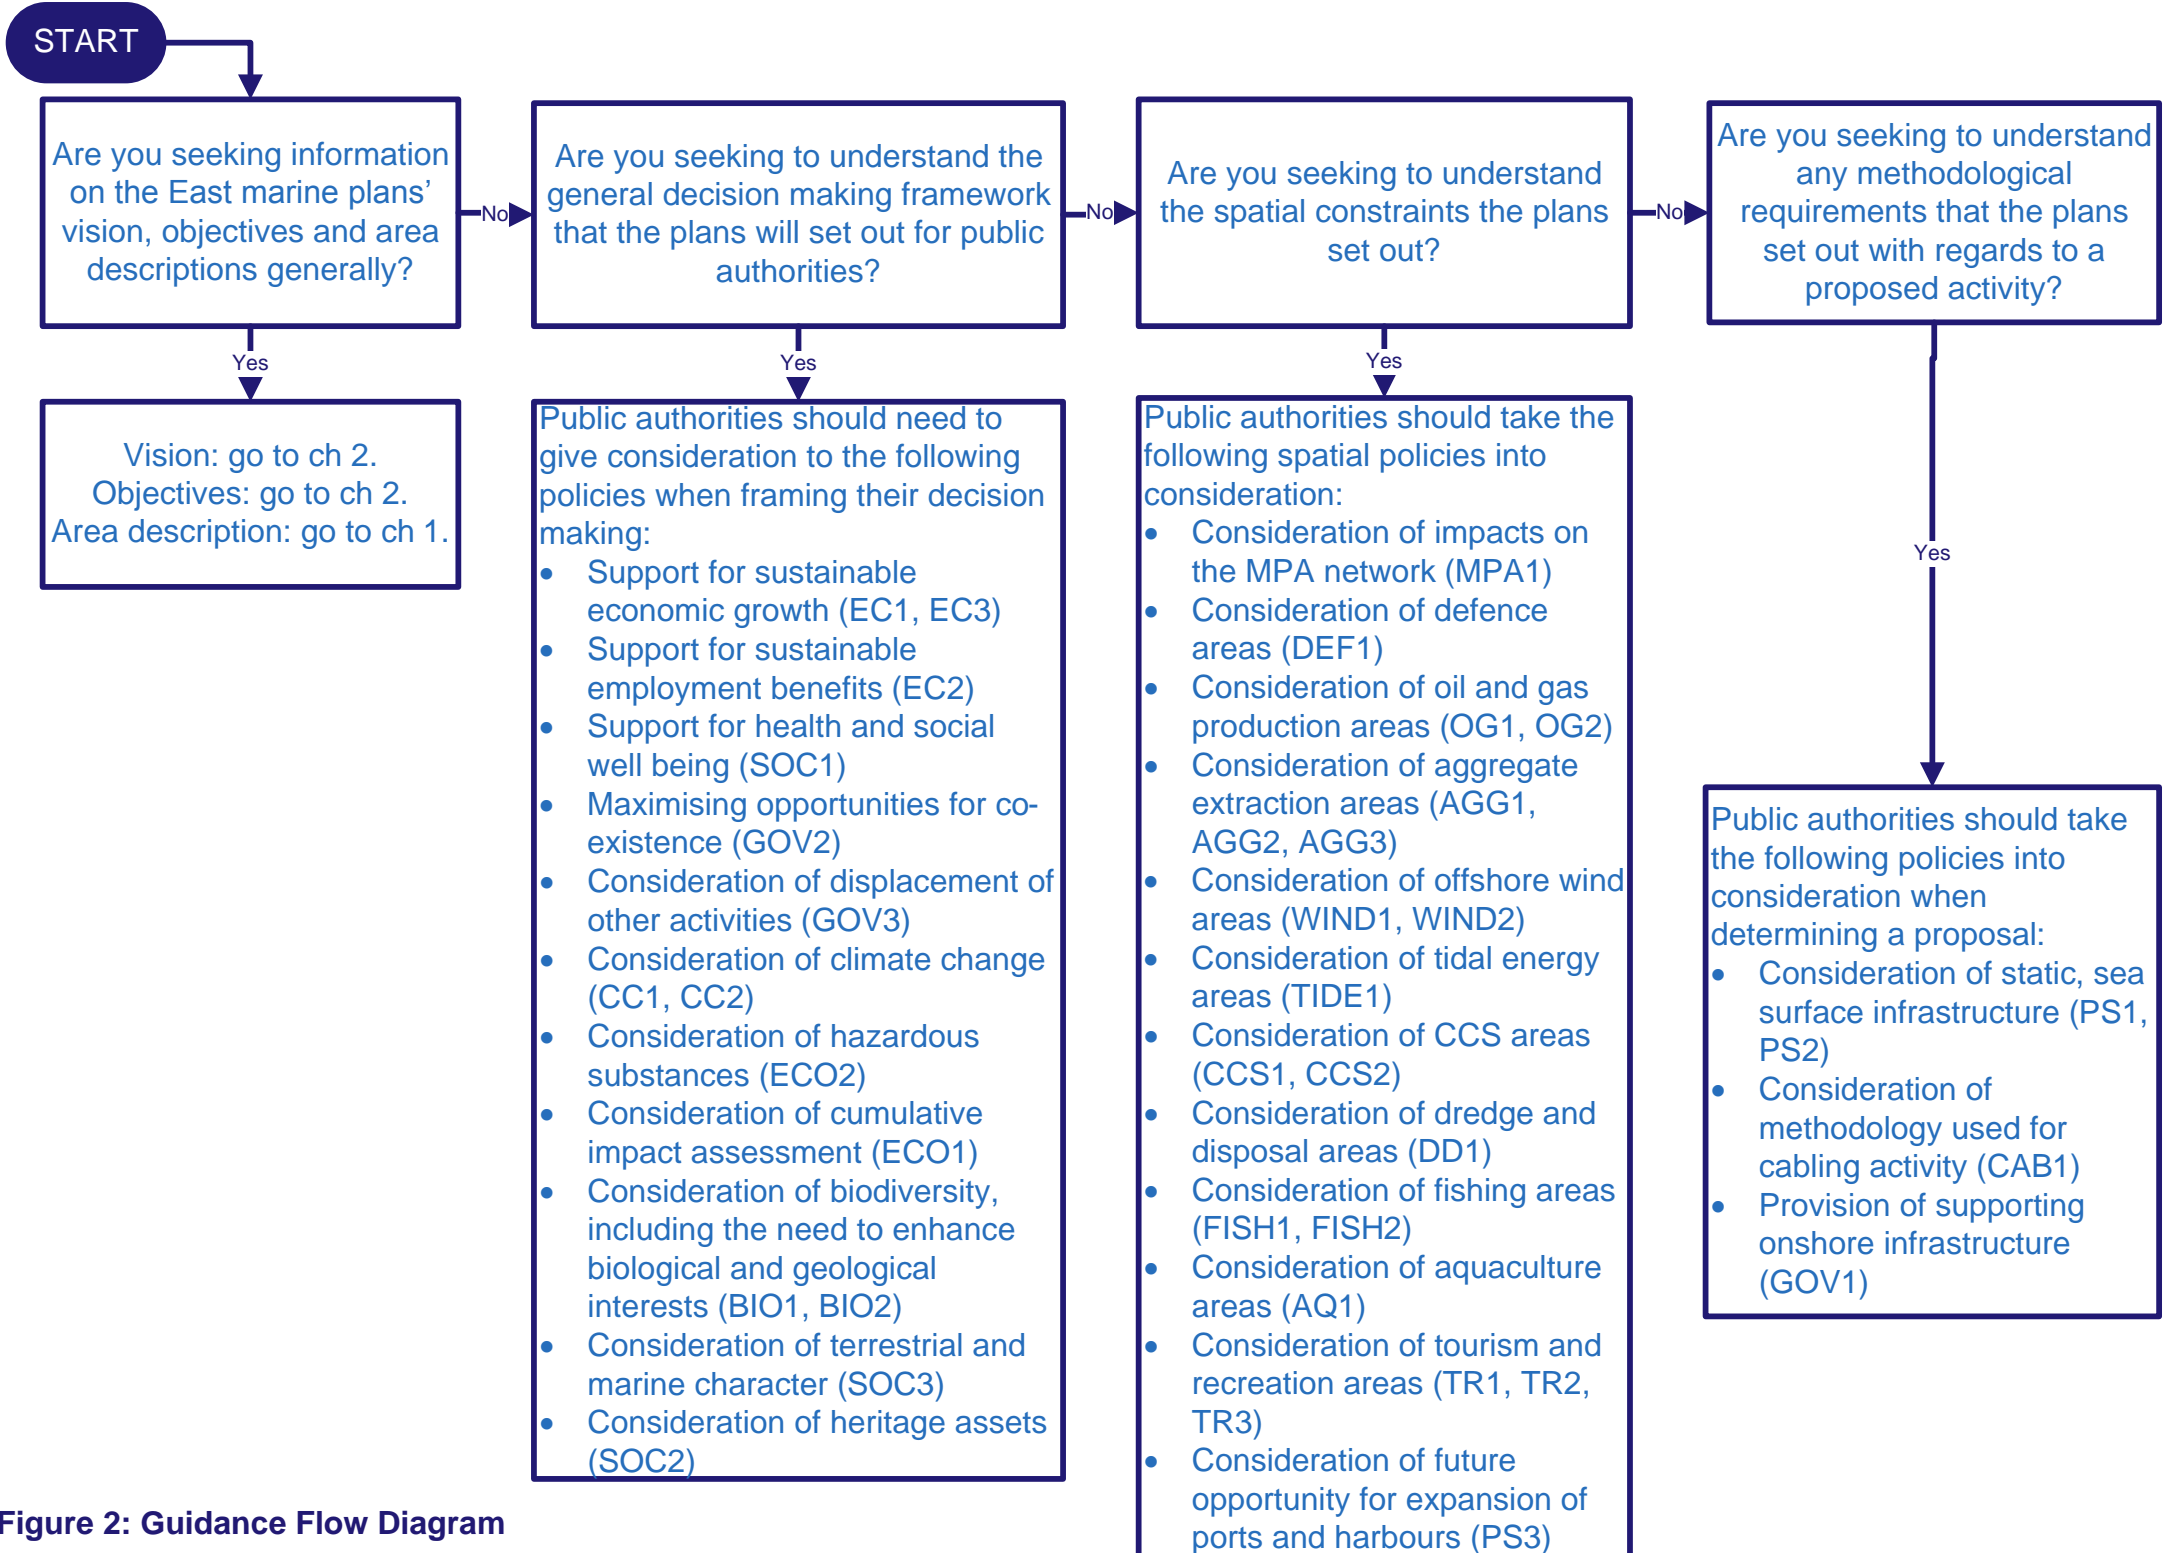 START
Are you seeking information
on the East marine plans’
vision, objectives and area
descriptions generally?
No
Are you seeking to understand the
general decision making framework
that the plans will set out for public
authorities?
No
Are you seeking to understand
the spatial constraints the plans
set out?
No
Are you seeking to understand
any methodological
requirements that the plans
set out with regards to a
proposed activity?
Yes
Yes
Yes
Yes
Vision: go to ch 2.
Objectives: go to ch 2.
Area description: go to ch 1.
Public authorities should need to
give consideration to the following
policies when framing their decision
making:
• Support for sustainable
economic growth (EC1, EC3)
• Support for sustainable
employment benefits (EC2)
• Support for health and social
well being (SOC1)
• Maximising opportunities for co-
existence (GOV2)
• Consideration of displacement of
other activities (GOV3)
• Consideration of climate change
(CC1, CC2)
• Consideration of hazardous
substances (ECO2)
• Consideration of cumulative
impact assessment (ECO1)
• Consideration of biodiversity,
including the need to enhance
biological and geological
interests (BIO1, BIO2)
• Consideration of terrestrial and
marine character (SOC3)
• Consideration of heritage assets
(SOC2)
Public authorities should take the
following spatial policies into
consideration:
• Consideration of impacts on
the MPA network (MPA1)
• Consideration of defence
areas (DEF1)
• Consideration of oil and gas
production areas (OG1, OG2)
• Consideration of aggregate
extraction areas (AGG1,
AGG2, AGG3)
• Consideration of offshore wind
areas (WIND1, WIND2)
• Consideration of tidal energy
areas (TIDE1)
• Consideration of CCS areas
(CCS1, CCS2)
• Consideration of dredge and
disposal areas (DD1)
• Consideration of fishing areas
(FISH1, FISH2)
• Consideration of aquaculture
areas (AQ1)
• Consideration of tourism and
recreation areas (TR1, TR2,
TR3)
• Consideration of future
opportunity for expansion of
ports and harbours (PS3)
Public authorities should take
the following policies into
consideration when
determining a proposal:
• Consideration of static, sea
surface infrastructure (PS1,
PS2)
• Consideration of
methodology used for
cabling activity (CAB1)
• Provision of supporting
onshore infrastructure
(GOV1)
Figure 2: Guidance Flow Diagram